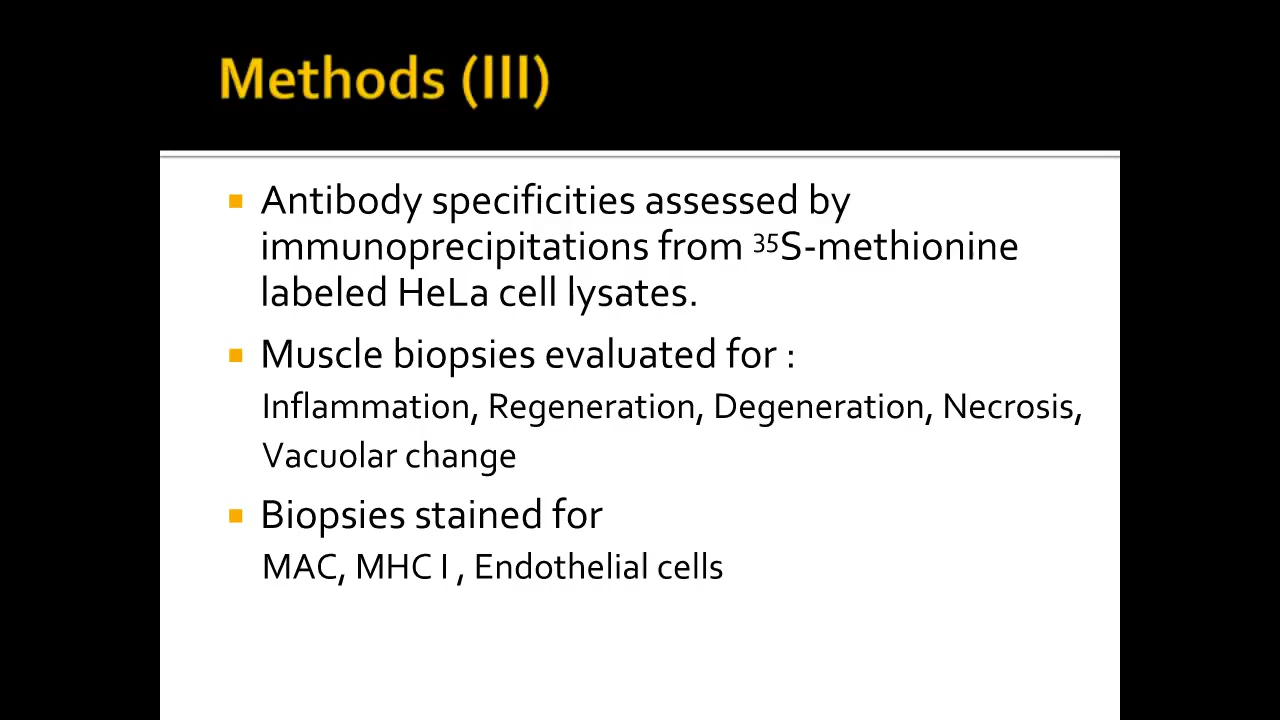 Methods (III)
Antibody specificities assessed by
immunoprecipitations from ³⁵S-methionine
labeled HeLa cell lysates.
Muscle biopsies evaluated for :
Inflammation, Regeneration, Degeneration, Necrosis,
Vacuolar change
Biopsies stained for
MAC, MHC I , Endothelial cells